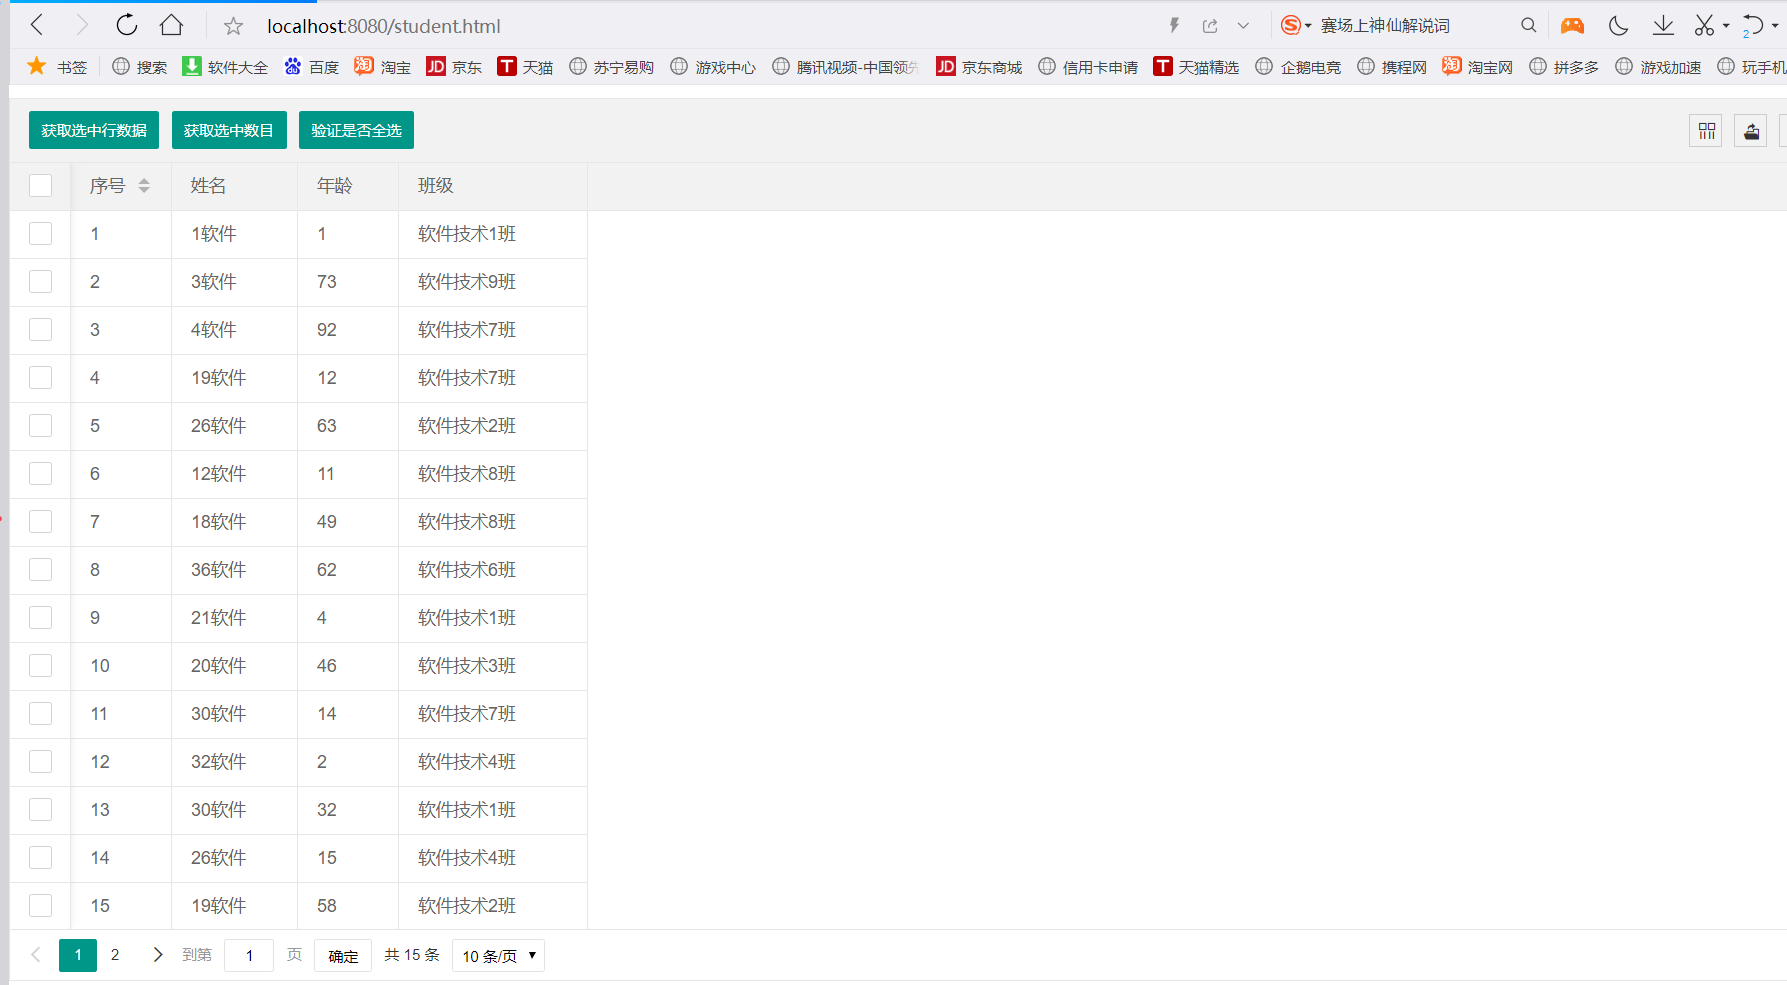 localhost:8080/student.html 赛场上神仙解说词 2
书签 搜索 软件大全 百度 淘宝 JD 京东 T 天猫 苏宁易购 游戏中心 腾讯视频-中国领先 JD 京东商城 信用卡申请 T 天猫精选 企鹅电竞 携程网 淘宝网 拼多多 游戏加速 玩手机
获取选中行数据 获取选中数目 验证是否全选
序号 姓名 年龄 班级
1 1软件 1 软件技术1班
2 3软件 73 软件技术9班
3 4软件 92 软件技术7班
4 19软件 12 软件技术7班
5 26软件 63 软件技术2班
6 12软件 11 软件技术8班
7 18软件 49 软件技术8班
8 36软件 62 软件技术6班
9 21软件 4 软件技术1班
10 20软件 46 软件技术3班
11 30软件 14 软件技术7班
12 32软件 2 软件技术4班
13 30软件 32 软件技术1班
14 26软件 15 软件技术4班
15 19软件 58 软件技术2班
1 2 到第 1 页 确定 共 15 条 10 条/页